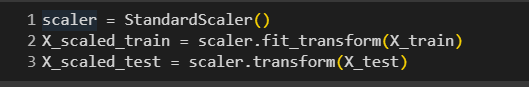 1 scaler = StandardScaler()
2 X_scaled_train = scaler.fit_transform(X_train)
3 X_scaled_test = scaler.transform(X_test)